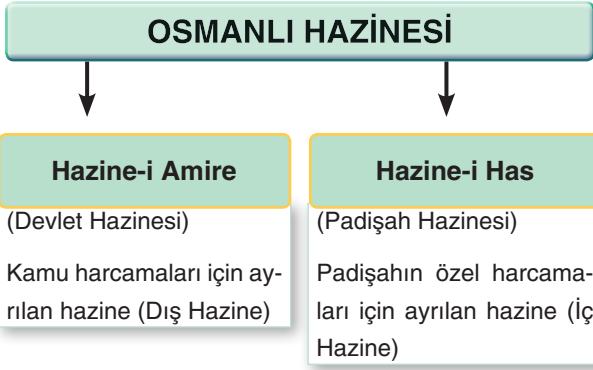 OSMANLI HAZİNESİ
Hazine-i Amire
(Devlet Hazinesi)
Kamu harcamaları için ay-
rılan hazine (Dış Hazine)
Hazine-i Has
(Padişah Hazinesi)
Padişahın özel harcama-
ları için ayrılan hazine (İç
Hazine)